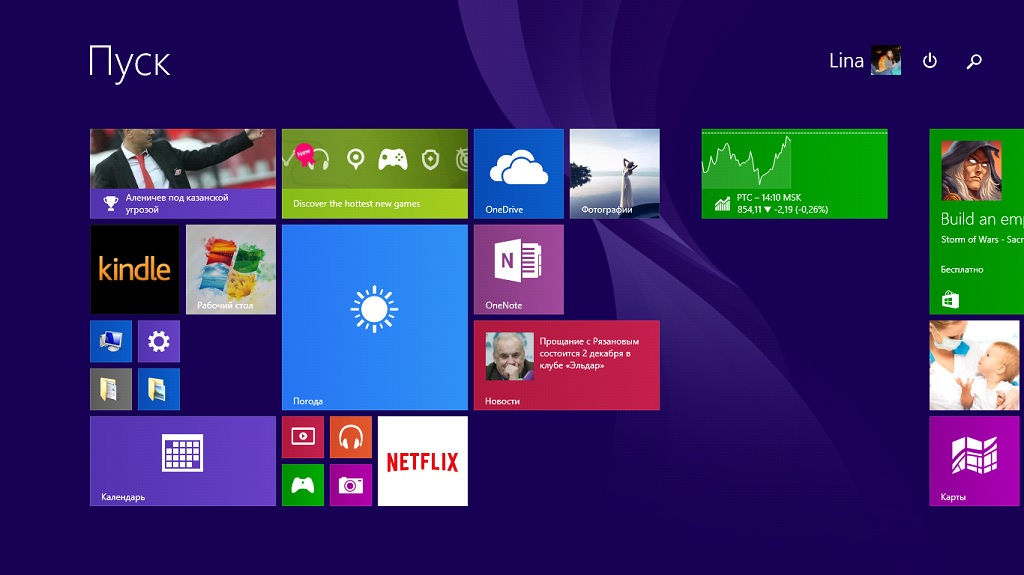 Пуск
Lina
Аленичев под казанской
угрозой
New
Discover the hottest new games
OneDrive
Фотографии
РТС – 14:10 MSK
854,11 ▼ -2,19 (-0,26%)
kindle
Рабочий стол
Погода
N
OneNote
Прощание с Рязановым
состоится 2 декабря в
клубе «Эльдар»
Новости
Build an emp
Storm of Wars - Sacr
Бесплатно
Календарь
NETFLIX
Карты